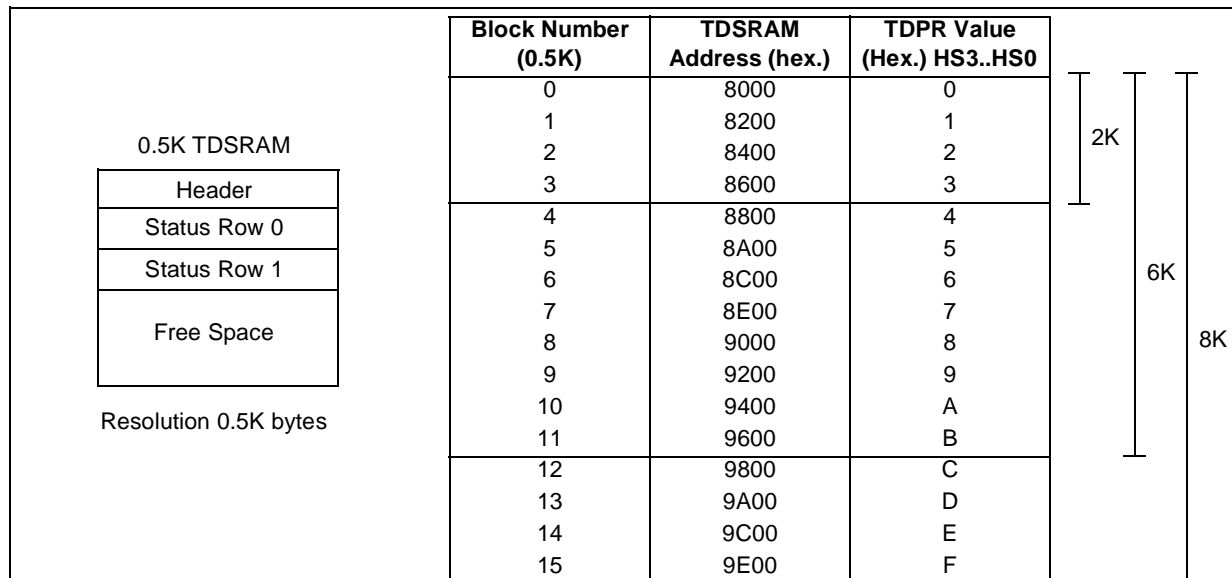 0.5K TDSRAM
Header
Status Row 0
Status Row 1
Free Space
Resolution 0.5K bytes
Block Number (0.5K) TDSRAM Address (hex.) TDPR Value (Hex.) HS3..HS0
0 8000 0
1 8200 1
2 8400 2
3 8600 3
4 8800 4
5 8A00 5
6 8C00 6
7 8E00 7
8 9000 8
9 9200 9
10 9400 A
11 9600 B
12 9800 C
13 9A00 D
14 9C00 E
15 9E00 F
2K
6K
8K